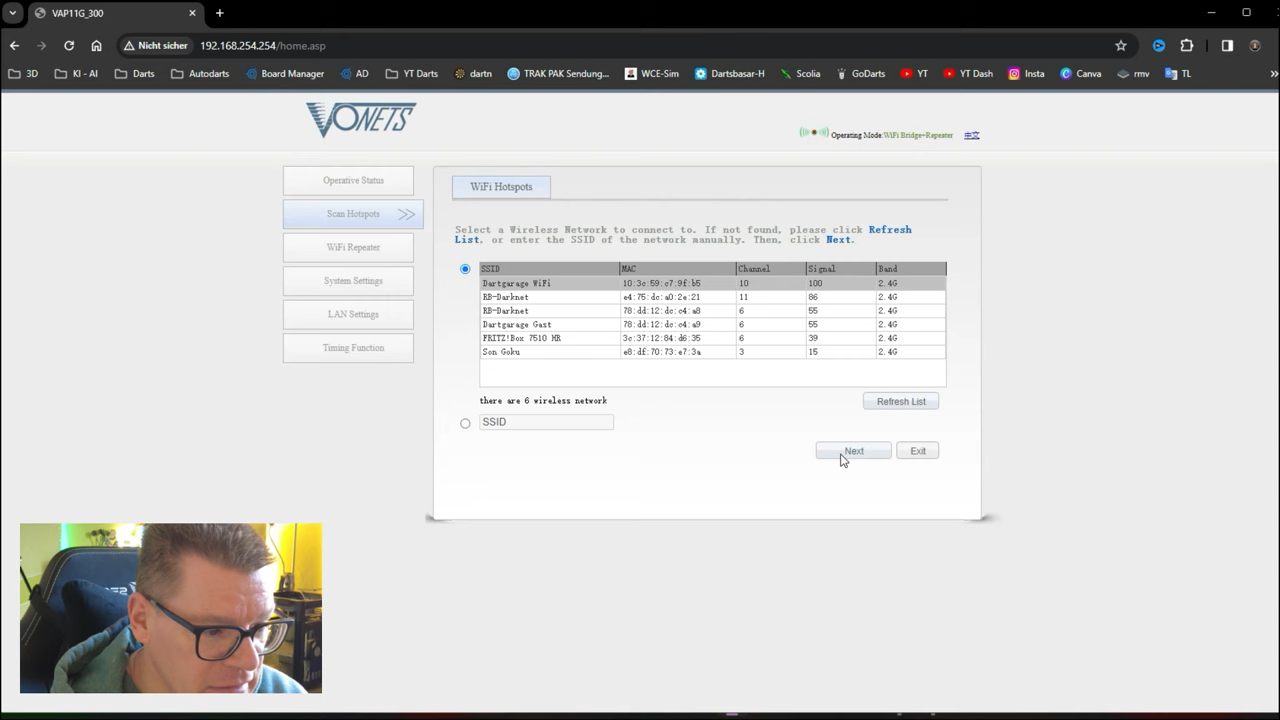 VAP11G_300
Nicht sicher 192.168.254.254/home.asp
3D KI - AI Darts Autodarts Board Manager AD YT Darts dartn TRAK PAK Sendung... WCE-Sim Dartsbasar-H Scolia GoDarts YT YT Dash Insta Canva rmv TL
VONETS
Operating Mode:WiFi Bridge+Repeater 中文
Operative Status
Scan Hotspots
WiFi Repeater
System Settings
LAN Settings
Timing Function
WiFi Hotspots
Select a Wireless Network to connect to. If not found, please click Refresh
List, or enter the SSID of the network manually. Then, click Next.
SSID MAC Channel Signal Band
Dartgarage WiFi 10:3c:59:c7:9f:b5 10 100 2.4G
RB-Darknet e4:75:dc:a0:2e:21 11 86 2.4G
RB-Darknet 78:dd:12:dc:c4:a8 6 55 2.4G
Dartgarage Gast 78:dd:12:dc:c4:a9 6 55 2.4G
FRITZ!Box 7510 MR 3c:37:12:84:d6:35 6 39 2.4G
Son Goku e8:df:70:73:e7:3a 3 15 2.4G
there are 6 wireless network
Refresh List
SSID
Next Exit